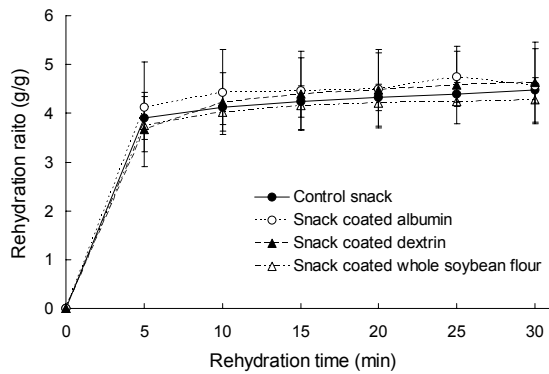 6
5
4
3
2
1
0
Rehydration raito (g/g)
Control snack
Snack coated albumin
Snack coated dextrin
Snack coated whole soybean flour
0 5 10 15 20 25 30
Rehydration time (min)